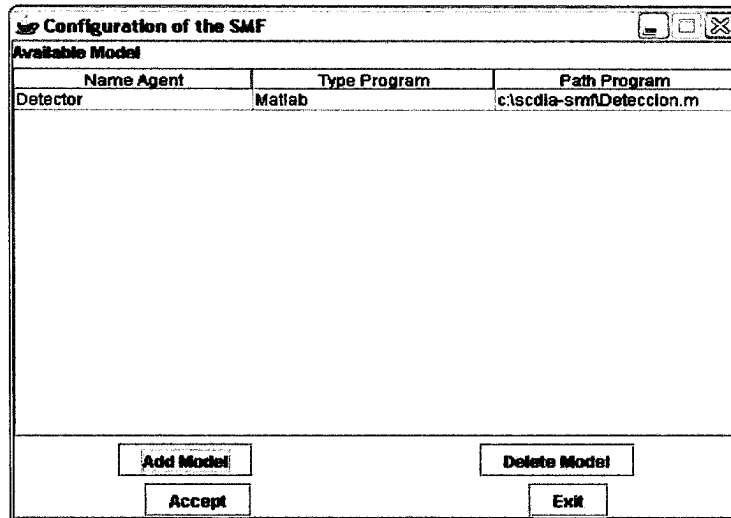 Configuration of the SMF
Available Model
Name Agent Type Program Path Program
Detector Matlab c:\scdia-smf\Deteccion.m
Add Model Delete Model
Accept Exit